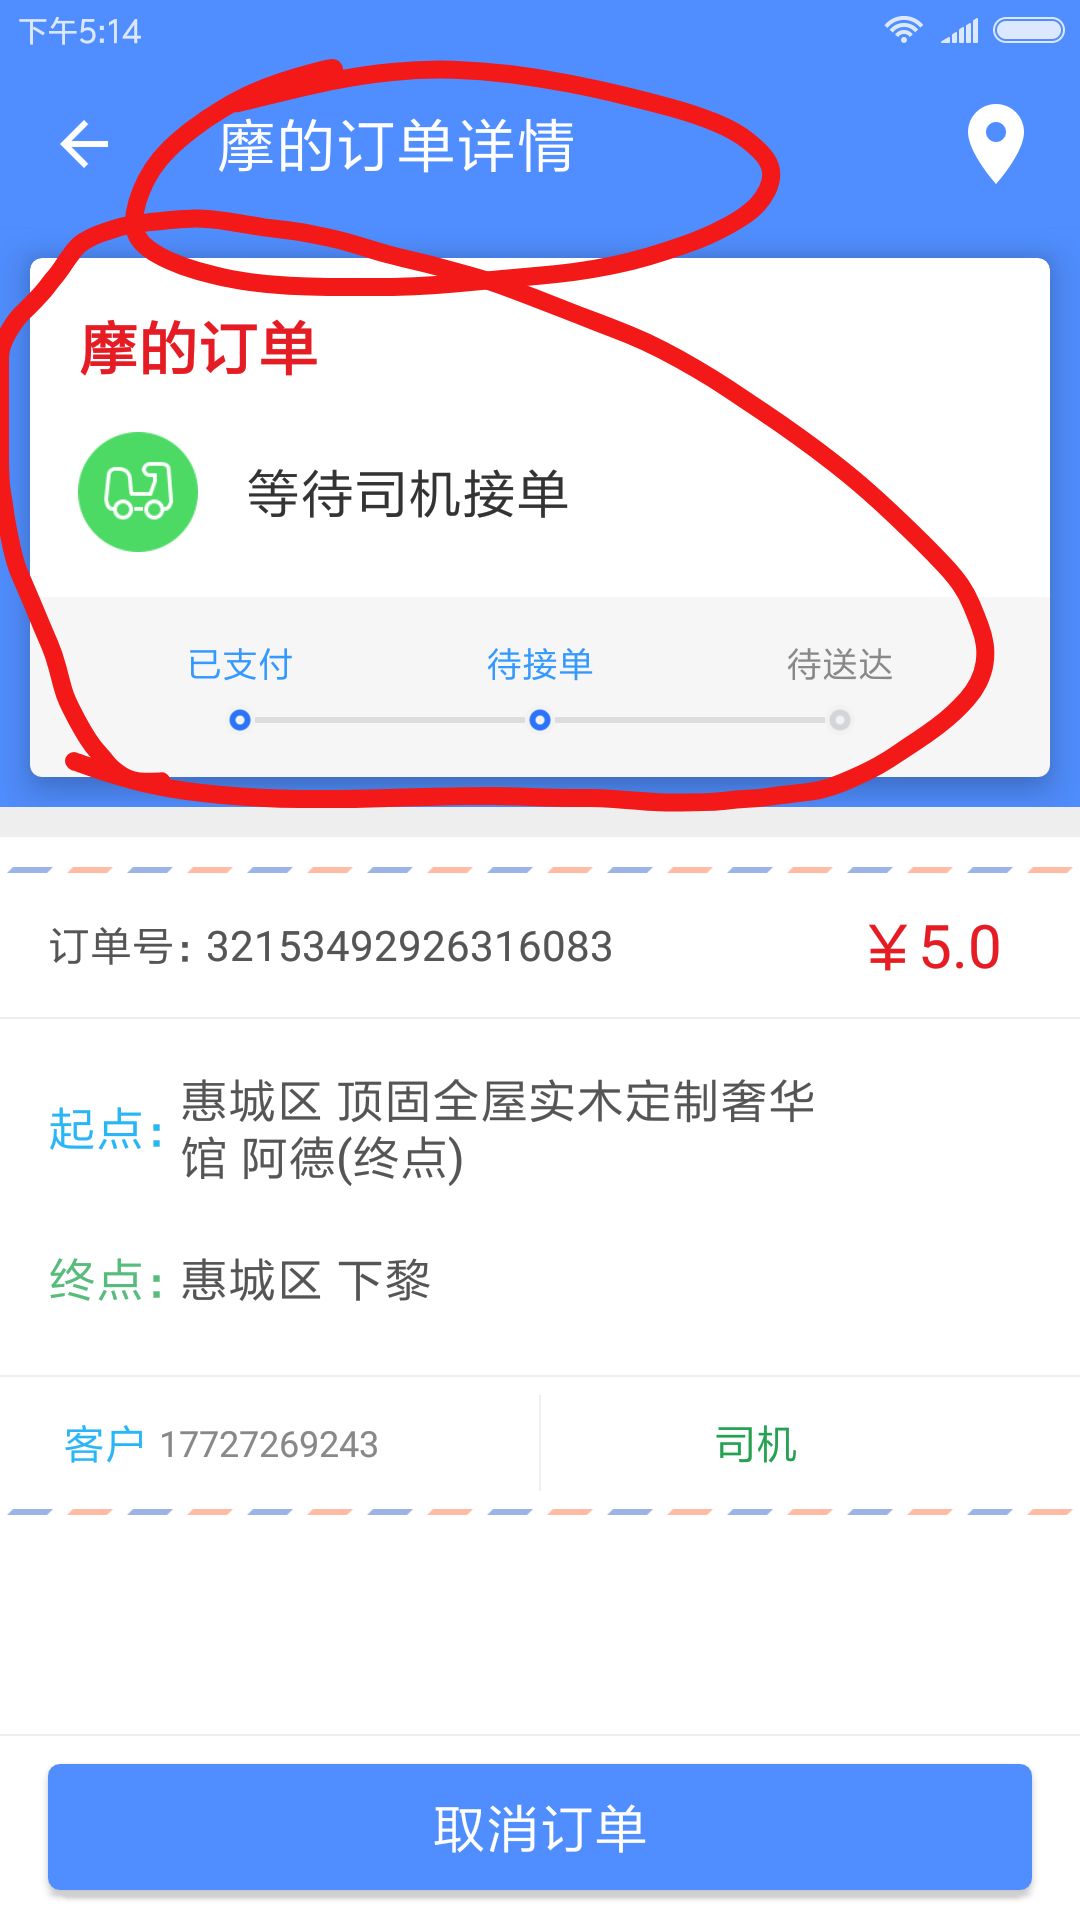 下午5:14
摩的订单详情
摩的订单
等待司机接单
已支付 待接单 待送达
订单号: 32153492926316083 ￥5.0
起点: 惠城区 顶固全屋实木定制奢华
馆 阿德(终点)
终点: 惠城区 下黎
客户 17727269243 司机
取消订单